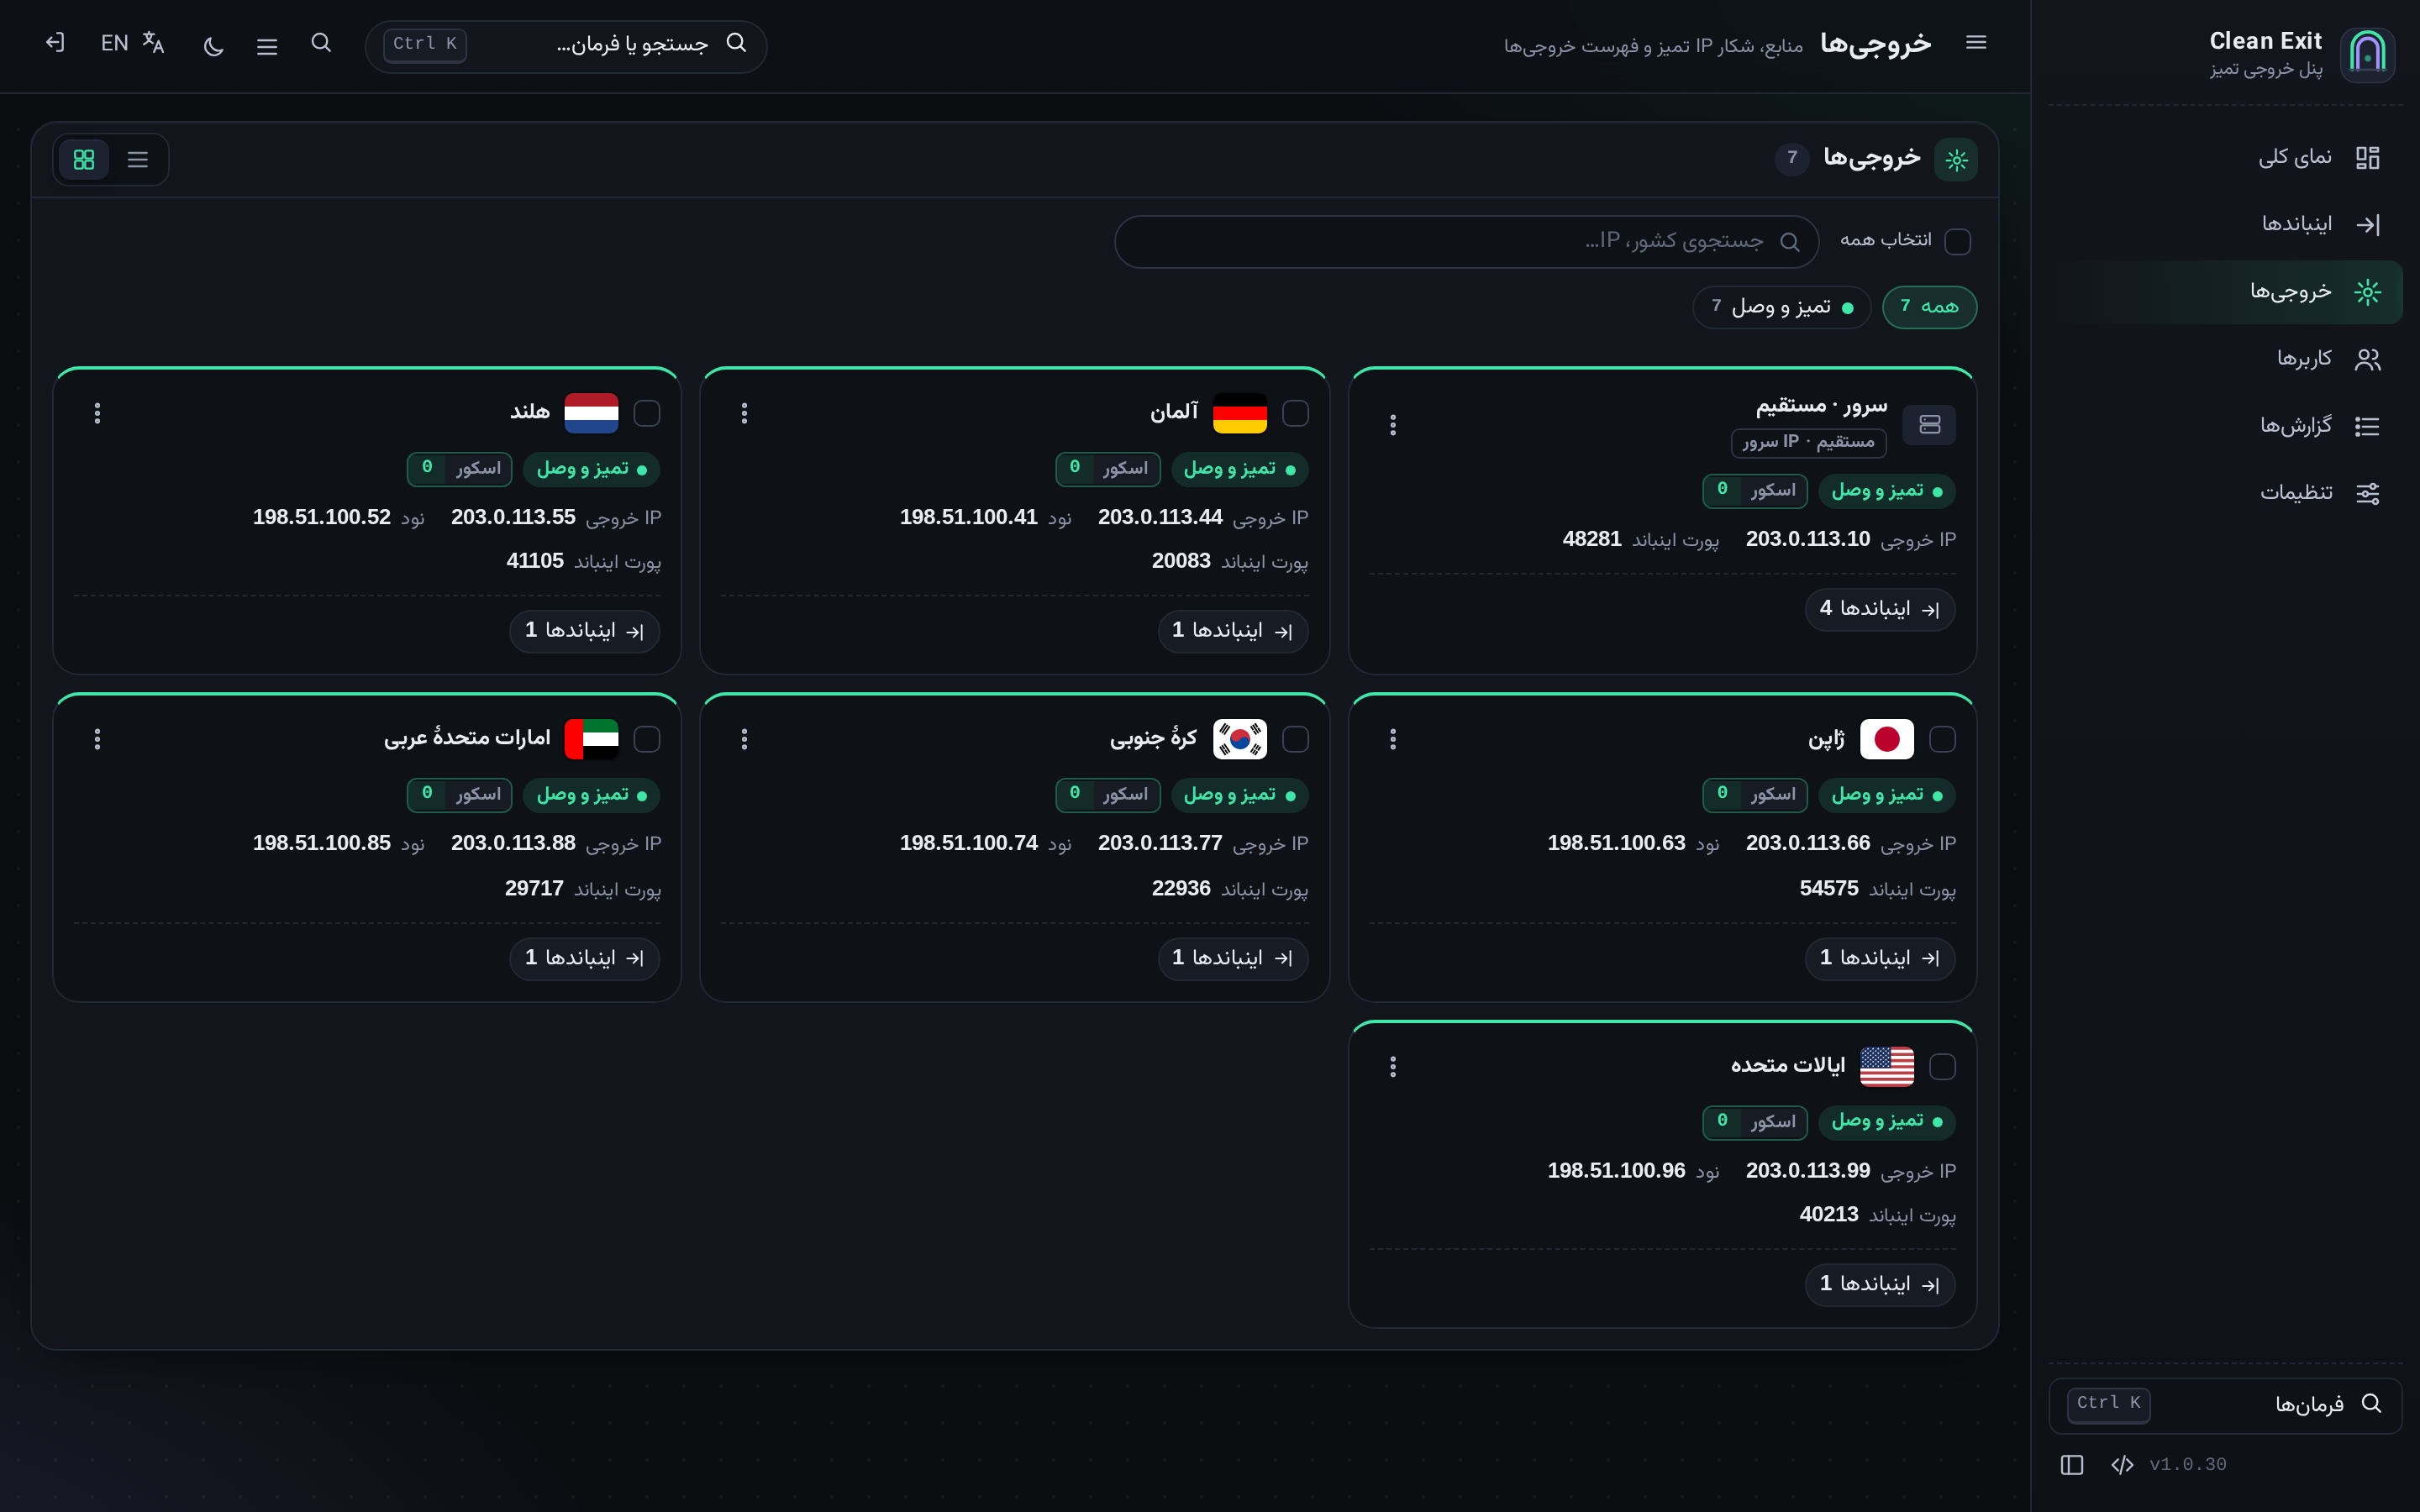 Clean Exit
پنل خروجی تمیز
نمای کلی
اینباندها
خروجی‌ها
کاربرها
گزارش‌ها
تنظیمات
فرمان‌ها Ctrl K
v1.0.30
خروجی‌ها منابع، شکار IP تمیز و فهرست خروجی‌ها
جستجو یا فرمان... Ctrl K
EN
خروجی‌ها 7
انتخاب همه
جستجوی کشور، IP...
همه 7
تمیز و وصل 7
سرور · مستقیم
مستقیم · IP سرور
تمیز و وصل اسکور 0
IP خروجی 203.0.113.10 پورت اینباند 48281
اینباندها 4
آلمان
تمیز و وصل اسکور 0
IP خروجی 203.0.113.44 نود 198.51.100.41
پورت اینباند 20083
اینباندها 1
هلند
تمیز و وصل اسکور 0
IP خروجی 203.0.113.55 نود 198.51.100.52
پورت اینباند 41105
اینباندها 1
ژاپن
تمیز و وصل اسکور 0
IP خروجی 203.0.113.66 نود 198.51.100.63
پورت اینباند 54575
اینباندها 1
کرهٔ جنوبی
تمیز و وصل اسکور 0
IP خروجی 203.0.113.77 نود 198.51.100.74
پورت اینباند 22936
اینباندها 1
امارات متحدهٔ عربی
تمیز و وصل اسکور 0
IP خروجی 203.0.113.88 نود 198.51.100.85
پورت اینباند 29717
اینباندها 1
ایالات متحده
تمیز و وصل اسکور 0
IP خروجی 203.0.113.99 نود 198.51.100.96
پورت اینباند 40213
اینباندها 1